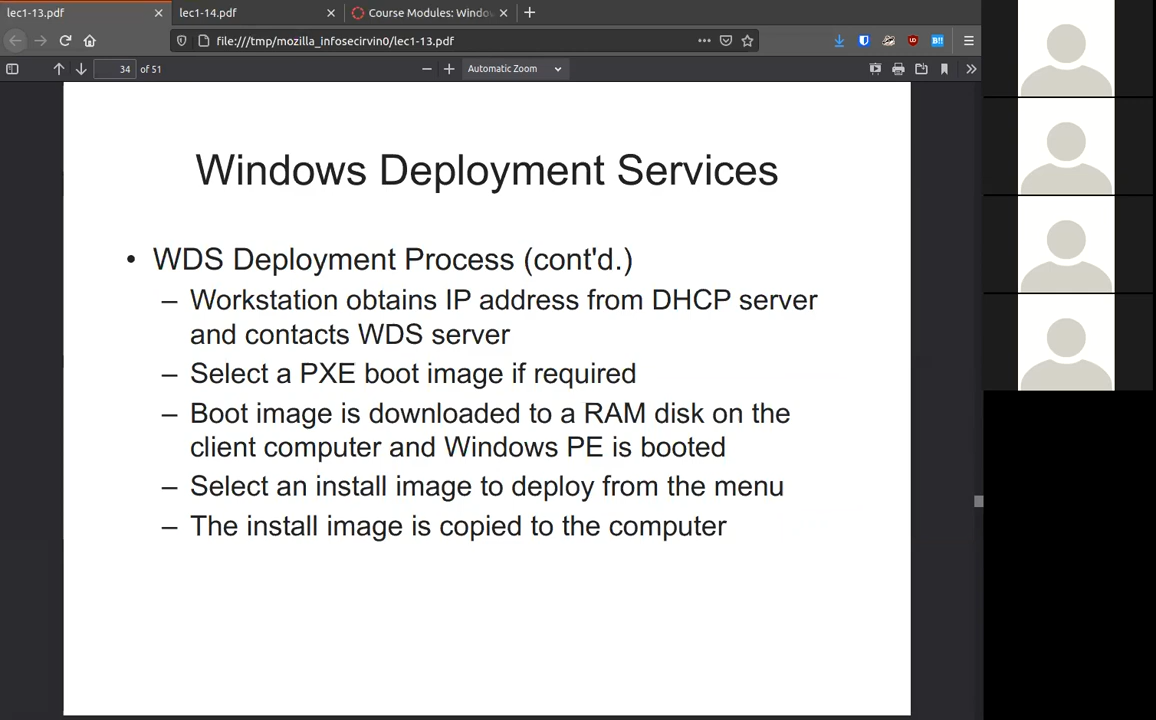 lec1-13.pdf
lec1-14.pdf
Course Modules: Windo
file:///tmp/mozilla_infosecirvin0/lec1-13.pdf
34 of 51
Automatic Zoom
Windows Deployment Services
• WDS Deployment Process (cont'd.)
– Workstation obtains IP address from DHCP server
and contacts WDS server
– Select a PXE boot image if required
– Boot image is downloaded to a RAM disk on the
client computer and Windows PE is booted
– Select an install image to deploy from the menu
– The install image is copied to the computer